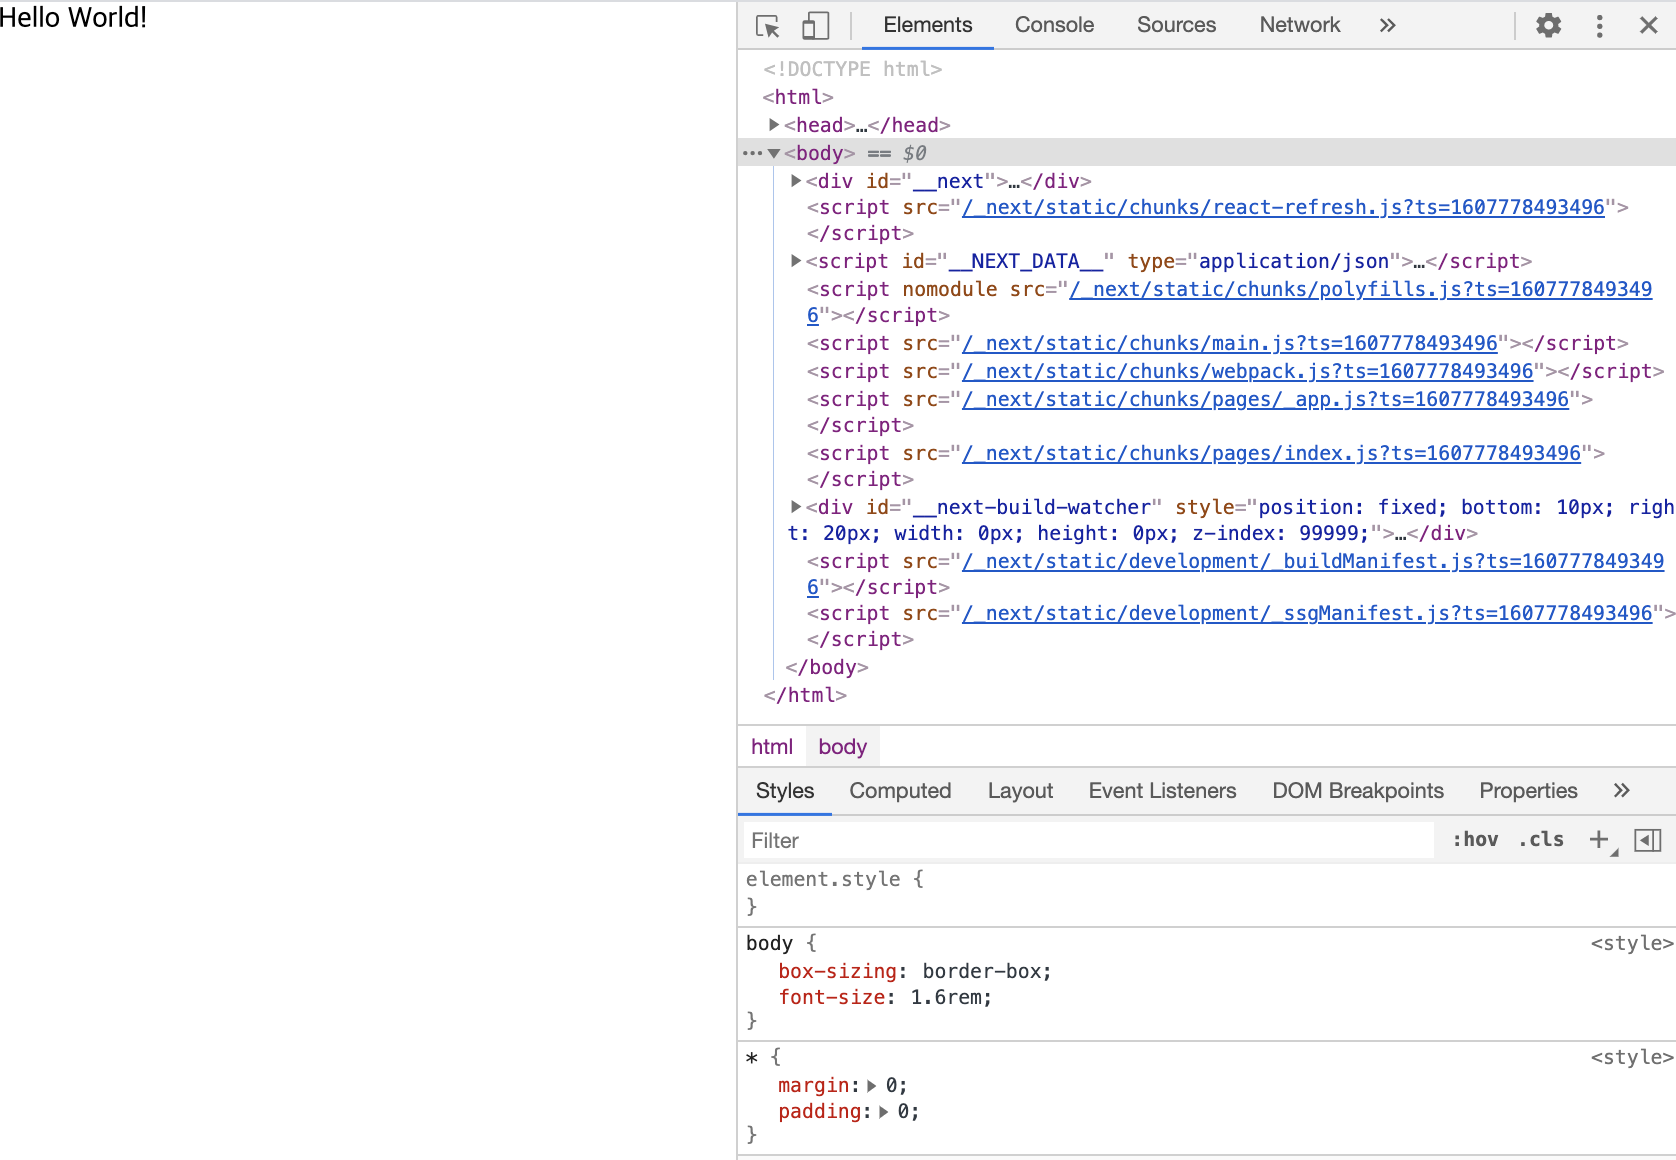 Hello World!
Elements Console Sources Network »
<!DOCTYPE html>
<html>
<head>…</head>
<body> == $0
<div id="__next">…</div>
<script src="/_next/static/chunks/react-refresh.js?ts=1607778493496">
</script>
<script id="__NEXT_DATA__" type="application/json">…</script>
<script nomodule src="/_next/static/chunks/polyfills.js?ts=160777849349
6"></script>
<script src="/_next/static/chunks/main.js?ts=1607778493496"></script>
<script src="/_next/static/chunks/webpack.js?ts=1607778493496"></script>
<script src="/_next/static/chunks/pages/_app.js?ts=1607778493496">
</script>
<script src="/_next/static/chunks/pages/index.js?ts=1607778493496">
</script>
<div id="__next-build-watcher" style="position: fixed; bottom: 10px; righ
t: 20px; width: 0px; height: 0px; z-index: 99999;">…</div>
<script src="/_next/static/development/_buildManifest.js?ts=160777849349
6"></script>
<script src="/_next/static/development/_ssgManifest.js?ts=1607778493496">
</script>
</body>
</html>
html body
Styles Computed Layout Event Listeners DOM Breakpoints Properties »
Filter :hov .cls +
element.style {
}
body { <style>
box-sizing: border-box;
font-size: 1.6rem;
}
* { <style>
margin: 0;
padding: 0;
}